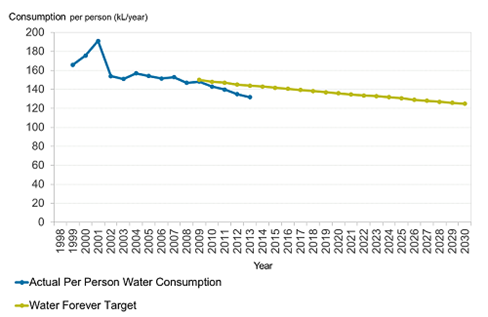 Consumption per person (kL/year)
200
180
160
140
120
100
80
60
40
20
0
1998 1999 2000 2001 2002 2003 2004 2005 2006 2007 2008 2009 2010 2011 2012 2013 2014 2015 2016 2017 2018 2019 2020 2021 2022 2023 2024 2025 2026 2027 2028 2029 2030
Year
Actual Per Person Water Consumption
Water Forever Target